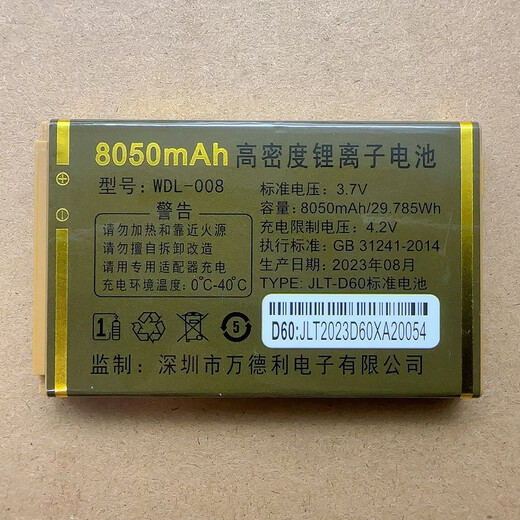 8050mAh 高密度锂离子电池
型号: WDL-008
警告
请勿加热和靠近火源
请勿擅自拆卸改造
请用专用适配器充电
充电环境温度: 0°C-40°C
标准电压: 3.7V
容量: 8050mAh/29.785Wh
充电限制电压: 4.2V
执行标准: GB 31241-2014
生产日期: 2023年08月
TYPE: JLT-D60标准电池
1
5
D60:JLT2023D60XA20054
监制: 深圳市万德利电子有限公司